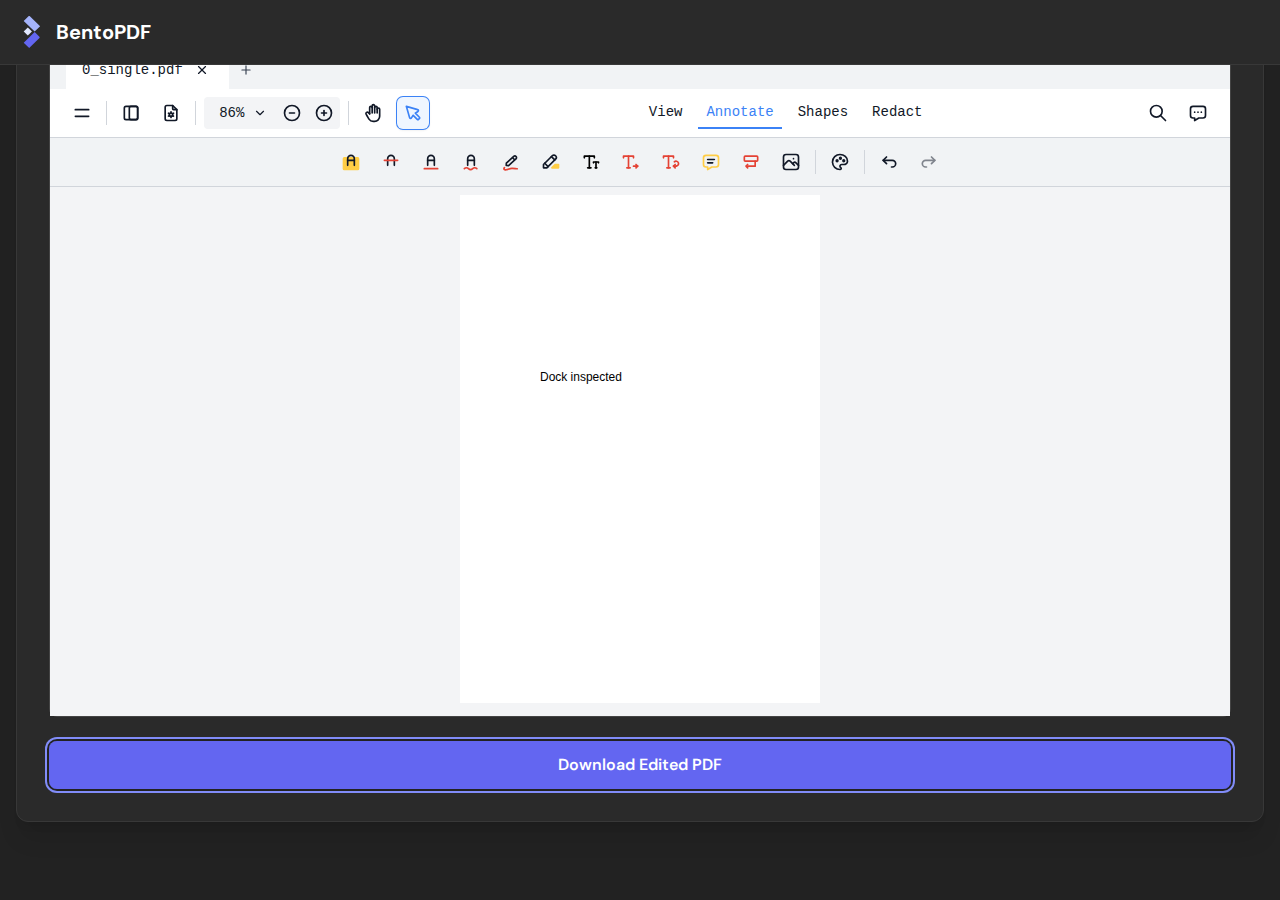 BentoPDF
0_single.pdf
86%
View Annotate Shapes Redact
Dock inspected
Download Edited PDF